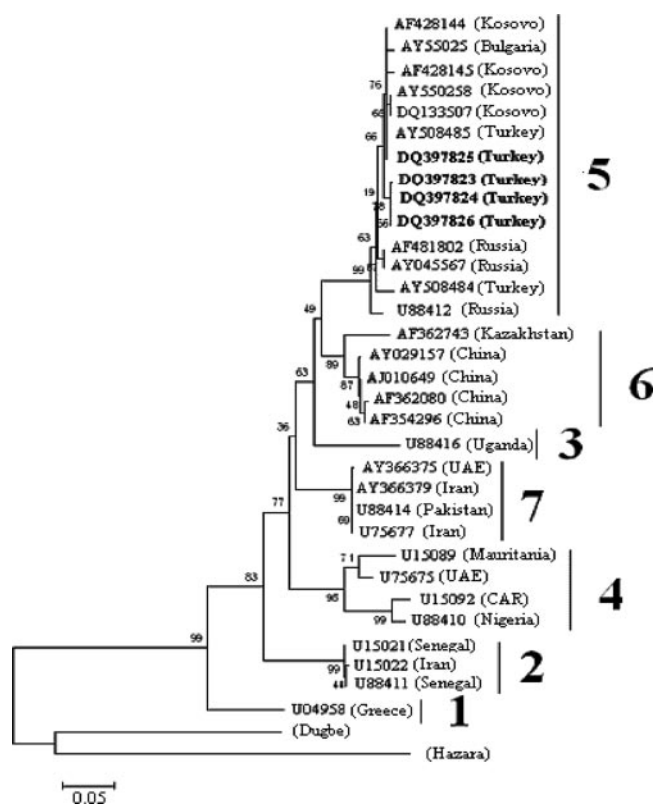 AF428144 (Kosovo)
AY55025 (Bulgaria)
AF428145 (Kosovo)
76
AY550258 (Kosovo)
66
DQ133507 (Kosovo)
66
AY508485 (Turkey)
DQ397825 (Turkey)
5
DQ397823 (Turkey)
19
DQ397824 (Turkey)
78
DQ397826 (Turkey)
56
63
AF481802 (Russia)
AY045567 (Russia)
99
AY508484 (Turkey)
U88412 (Russia)
49
AF362743 (Kazakhstan)
AY029157 (China)
89
AJ010649 (China)
6
87
AF362080 (China)
48
AF354296 (China)
63
63
U88416 (Uganda)
3
36
AY366375 (UAE)
AY366379 (Iran)
99
U88414 (Pakistan)
7
69
U75677 (Iran)
77
71
U15089 (Mauritania)
U75675 (UAE)
4
96
U15092 (CAR)
99
U88410 (Nigeria)
83
U15021 (Senegal)
99
U15022 (Iran)
2
44
U88411 (Senegal)
99
U04958 (Greece)
1
(Dugbe)
(Hazara)
0.05